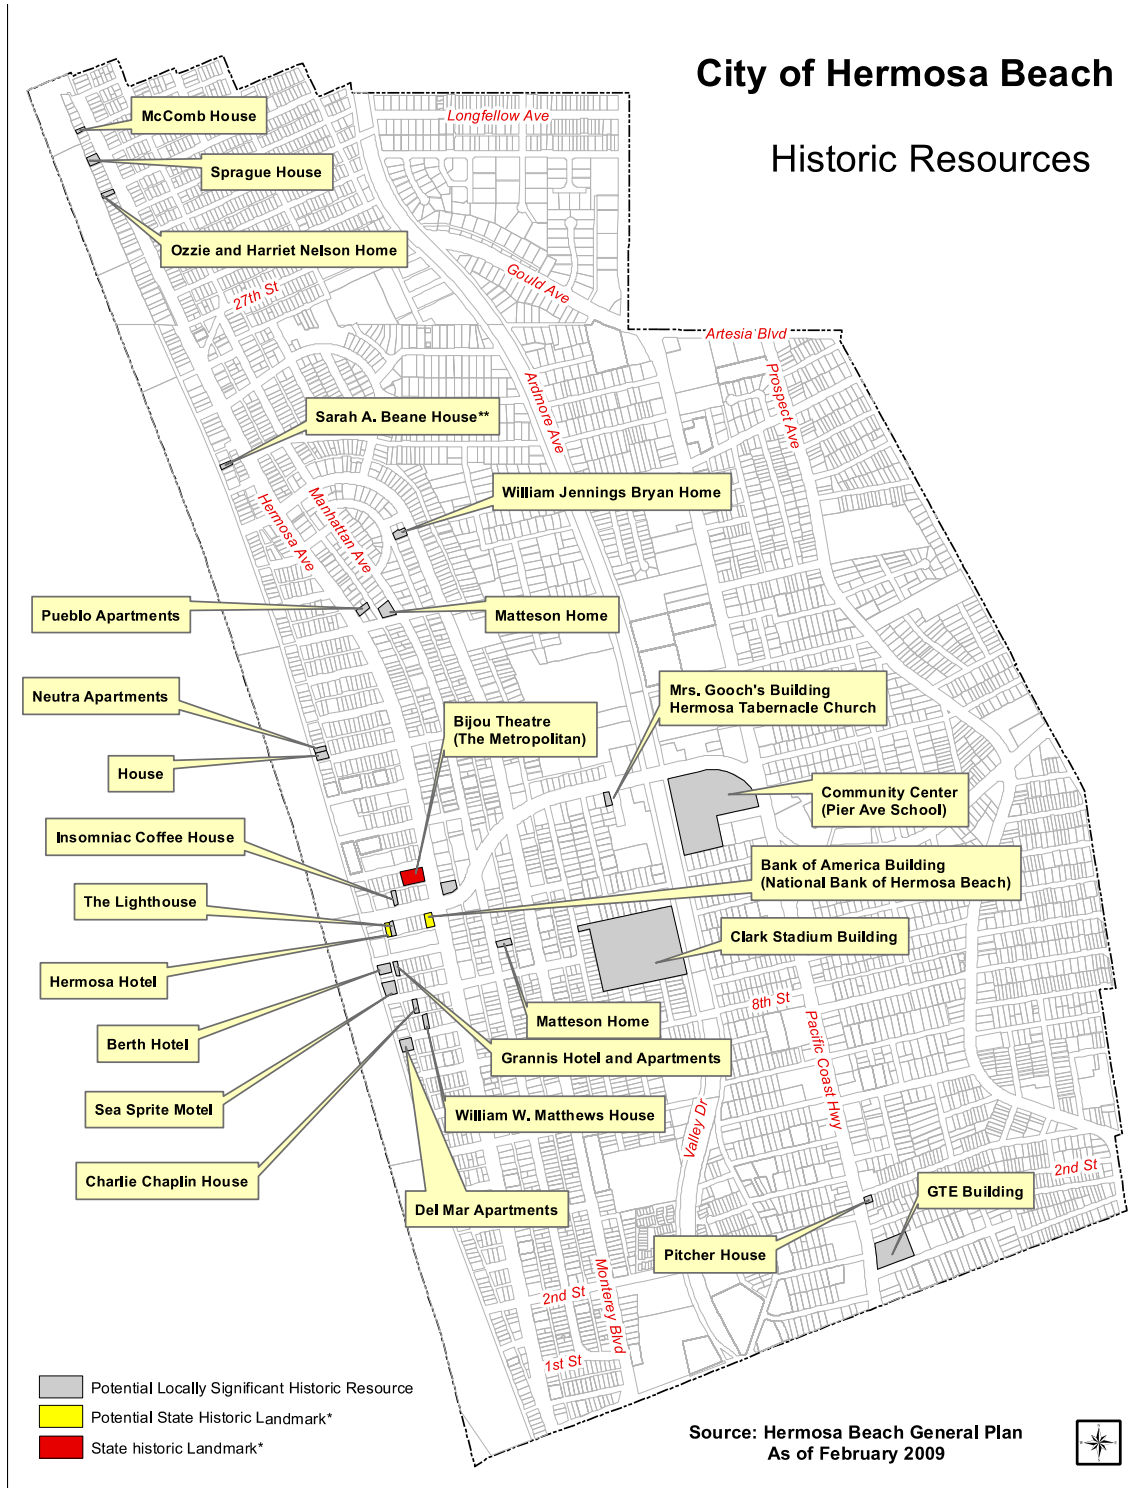 City of Hermosa Beach
Historic Resources
Longfellow Ave
McComb House
Sprague House
Ozzie and Harriet Nelson Home
27th St
Gould Ave
Artesia Blvd
Ardmore Ave
Prospect Ave
Sarah A. Beane House**
William Jennings Bryan Home
Hermosa Ave
Manhattan Ave
Pueblo Apartments
Matteson Home
Neutra Apartments
Mrs. Gooch's Building
Hermosa Tabernacle Church
Bijou Theatre
(The Metropolitan)
House
Community Center
(Pier Ave School)
Insomniac Coffee House
Bank of America Building
(National Bank of Hermosa Beach)
The Lighthouse
Clark Stadium Building
Hermosa Hotel
8th St
Matteson Home
Pacific Coast Hwy
Berth Hotel
Grannis Hotel and Apartments
Sea Sprite Motel
William W. Matthews House
Valley Dr
Charlie Chaplin House
2nd St
GTE Building
Del Mar Apartments
Pitcher House
2nd St
Monterey Blvd
1st St
Potential Locally Significant Historic Resource
Potential State Historic Landmark*
State historic Landmark*
Source: Hermosa Beach General Plan
As of February 2009